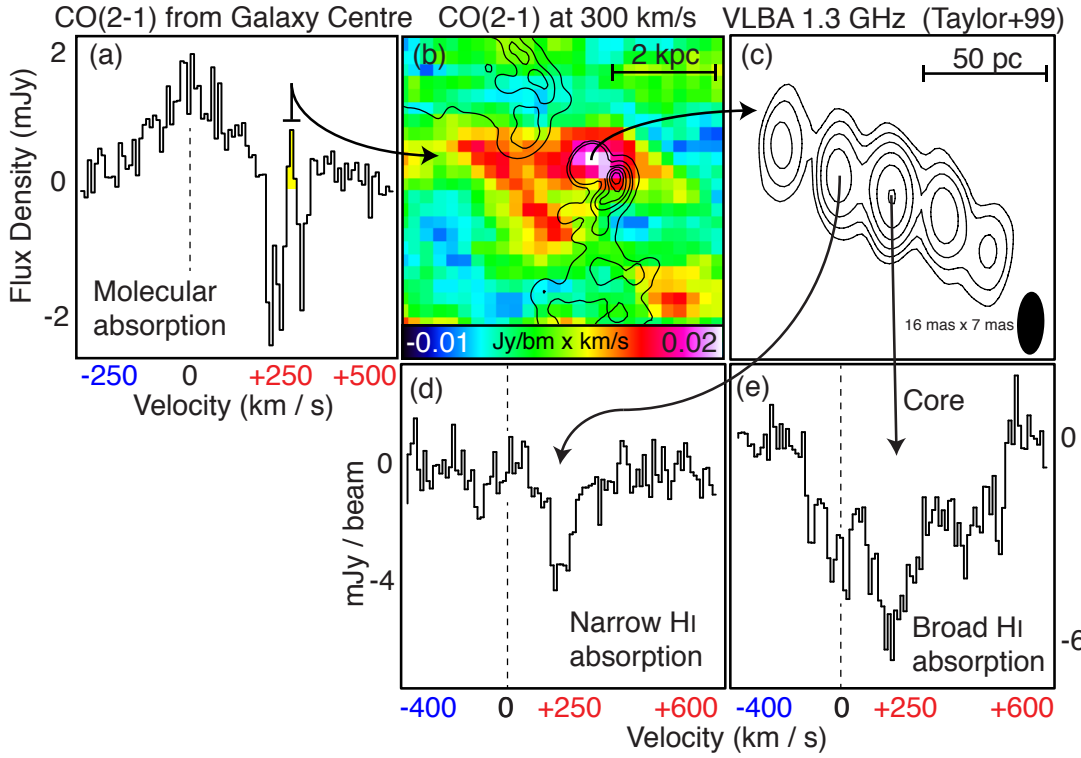 CO(2-1) from Galaxy Centre
CO(2-1) at 300 km/s
VLBA 1.3 GHz (Taylor+99)
(a)
2
0
-2
Flux Density (mJy)
Molecular
absorption
-250 0 +250 +500
Velocity (km / s)
(b)
2 kpc
-0.01 Jy/bm x km/s 0.02
(c)
50 pc
16 mas x 7 mas
(d)
0
-4
mJy / beam
Narrow HI
absorption
-400 0 +250 +600
(e)
Core
0
-6
Broad HI
absorption
-400 0 +250 +600
Velocity (km / s)